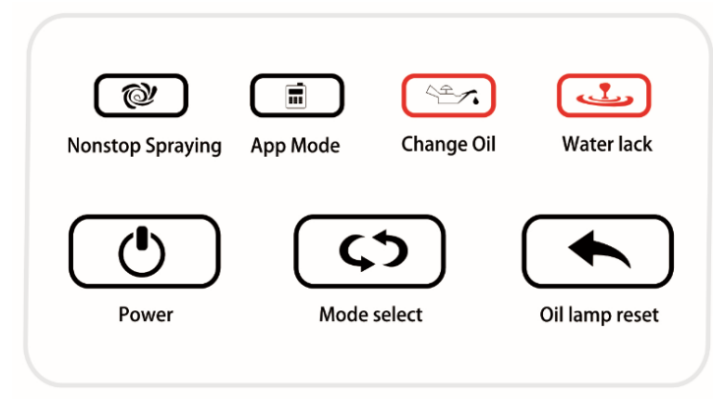 Nonstop Spraying
App Mode
Change Oil
Water lack
Power
Mode select
Oil lamp reset